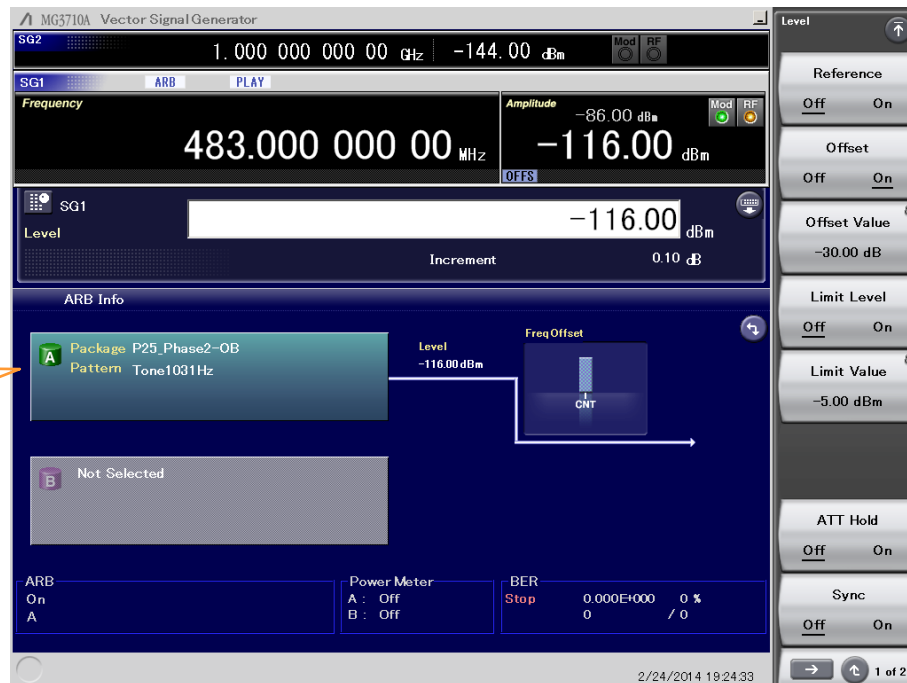 MG3710A Vector Signal Generator
SG2
1. 000 000 000 00 GHz -144. 00 dBm
Mod RF
SG1 ARB PLAY
Frequency
483.000 000 00 MHz
Amplitude
-86.00 dBm
Mod RF
-116.00 dBm
OFFS
SG1
Level
-116.00 dBm
Increment 0.10 dB
ARB Info
A
Package P25_Phase2-OB
Pattern Tone1031Hz
Level
-116.00dBm
Freq Offset
CNT
B
Not Selected
ARB
On
A
Power Meter
A : Off
B : Off
BER
Stop 0.000E+000 0 %
0 / 0
2/24/2014 19:24:33
Level
Reference
Off On
Offset
Off On
Offset Value
-30.00 dB
Limit Level
Off On
Limit Value
-5.00 dBm
ATT Hold
Off On
Sync
Off On
1 of 2